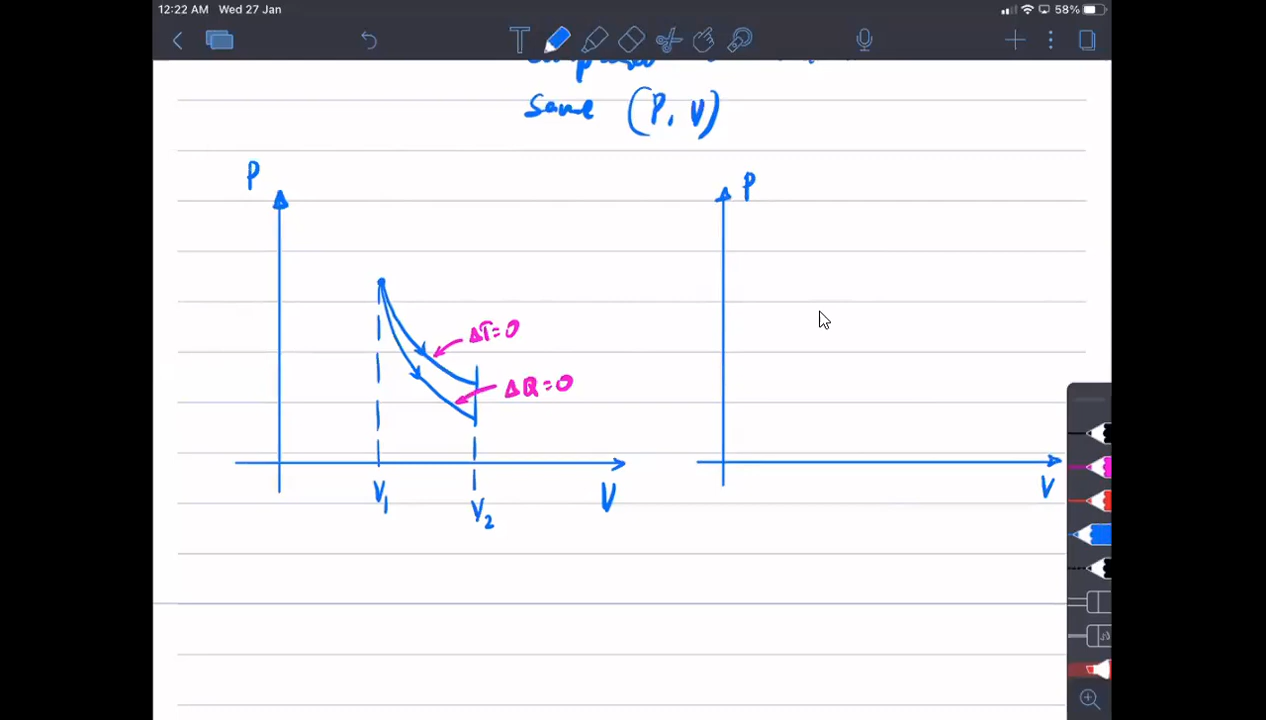 12:22 AM Wed 27 Jan
58%
T
same (P, V)
P
P
ΔT=0
ΔQ=0
V₁
V₂
V
V